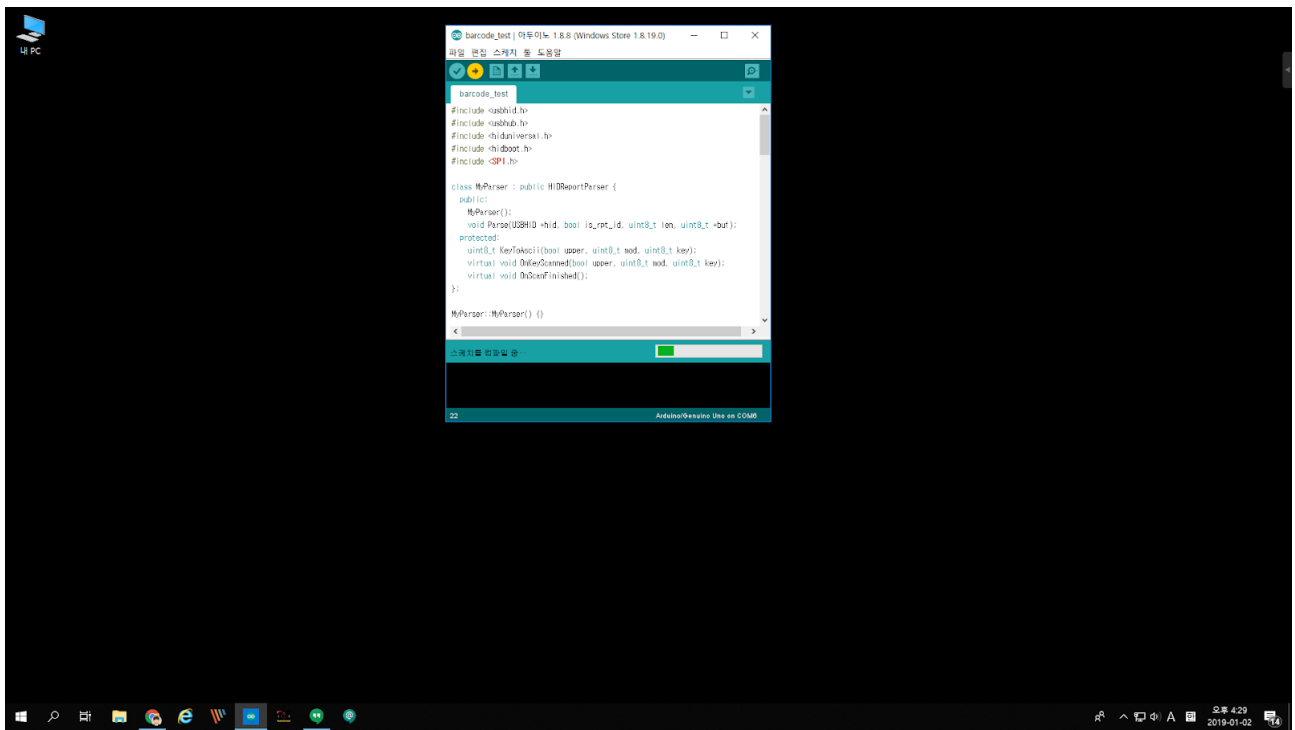 내 PC
barcode_test | 아두이노 1.8.8 (Windows Store 1.8.19.0)
파일 편집 스케치 툴 도움말
barcode_test
#include <usbhid.h>
#include <usbhub.h>
#include <hiduniversal.h>
#include <hidboot.h>
#include <SPI.h>
class MyParser : public HIDReportParser {
public:
MyParser();
void Parse(USBHID *hid, bool is_rpt_id, uint8_t len, uint8_t *buf);
protected:
uint8_t KeyToAscii(bool upper, uint8_t mod, uint8_t key);
virtual void OnKeyScanned(bool upper, uint8_t mod, uint8_t key);
virtual void OnScanFinished();
};
MyParser::MyParser() {}
스케치를 컴파일 중…
22
Arduino/Genuino Uno on COM6
A
오후 4:29
2019-01-02
14